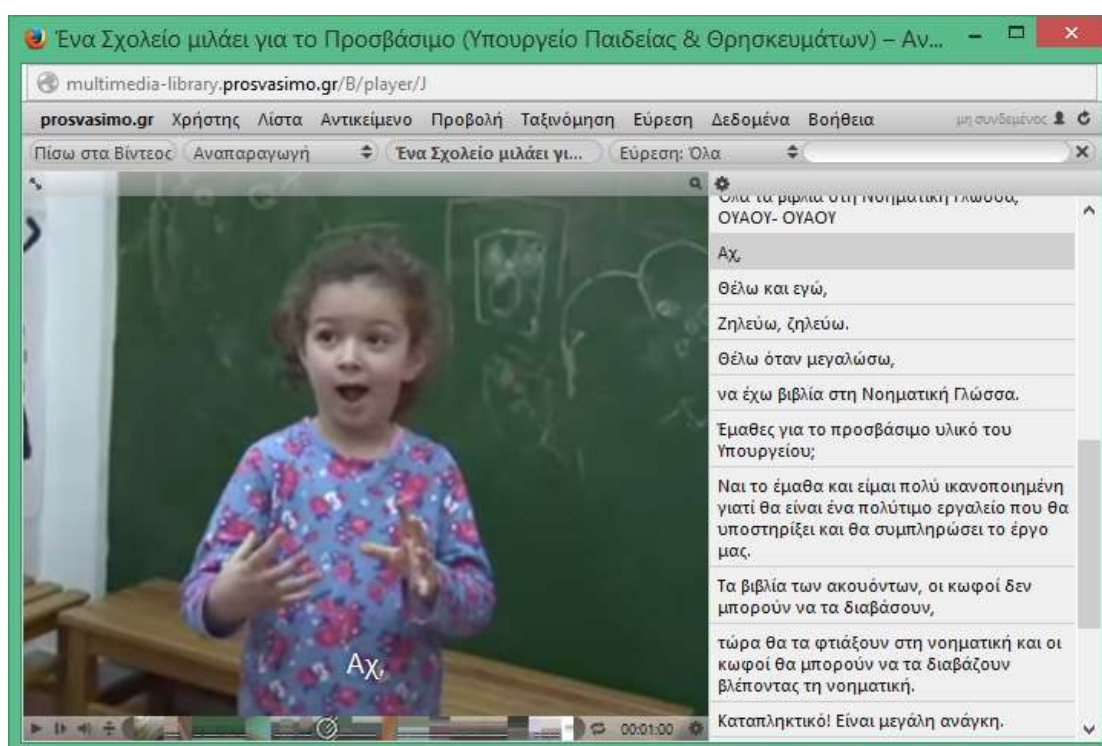 Ένα Σχολείο μιλάει για το Προσβάσιμο (Υπουργείο Παιδείας & Θρησκευμάτων) – Αν...
multimedia-library.prosvasimo.gr/B/player/J
prosvasimo.gr Χρήστης Λίστα Αντικείμενο Προβολή Ταξινόμηση Εύρεση Δεδομένα Βοήθεια μη συνδεμένος
Πίσω στα Βίντεος Αναπαραγωγή Ένα Σχολείο μιλάει γι... Εύρεση: Όλα
Όλα τα βιβλία στη Νοηματική Γλώσσα,
ΟΥΑΟΥ- ΟΥΑΟΥ
Αχ,
Θέλω και εγώ,
Ζηλεύω, ζηλεύω.
Θέλω όταν μεγαλώσω,
να έχω βιβλία στη Νοηματική Γλώσσα.
Έμαθες για το προσβάσιμο υλικό του
Υπουργείου;
Ναι το έμαθα και είμαι πολύ ικανοποιημένη
γιατί θα είναι ένα πολύτιμο εργαλείο που θα
υποστηρίξει και θα συμπληρώσει το έργο
μας.
Τα βιβλία των ακουόντων, οι κωφοί δεν
μπορούν να τα διαβάσουν,
τώρα θα τα φτιάξουν στη νοηματική και οι
κωφοί θα μπορούν να τα διαβάζουν
βλέποντας τη νοηματική.
Καταπληκτικό! Είναι μεγάλη ανάγκη.
Αχ,
00:01:00